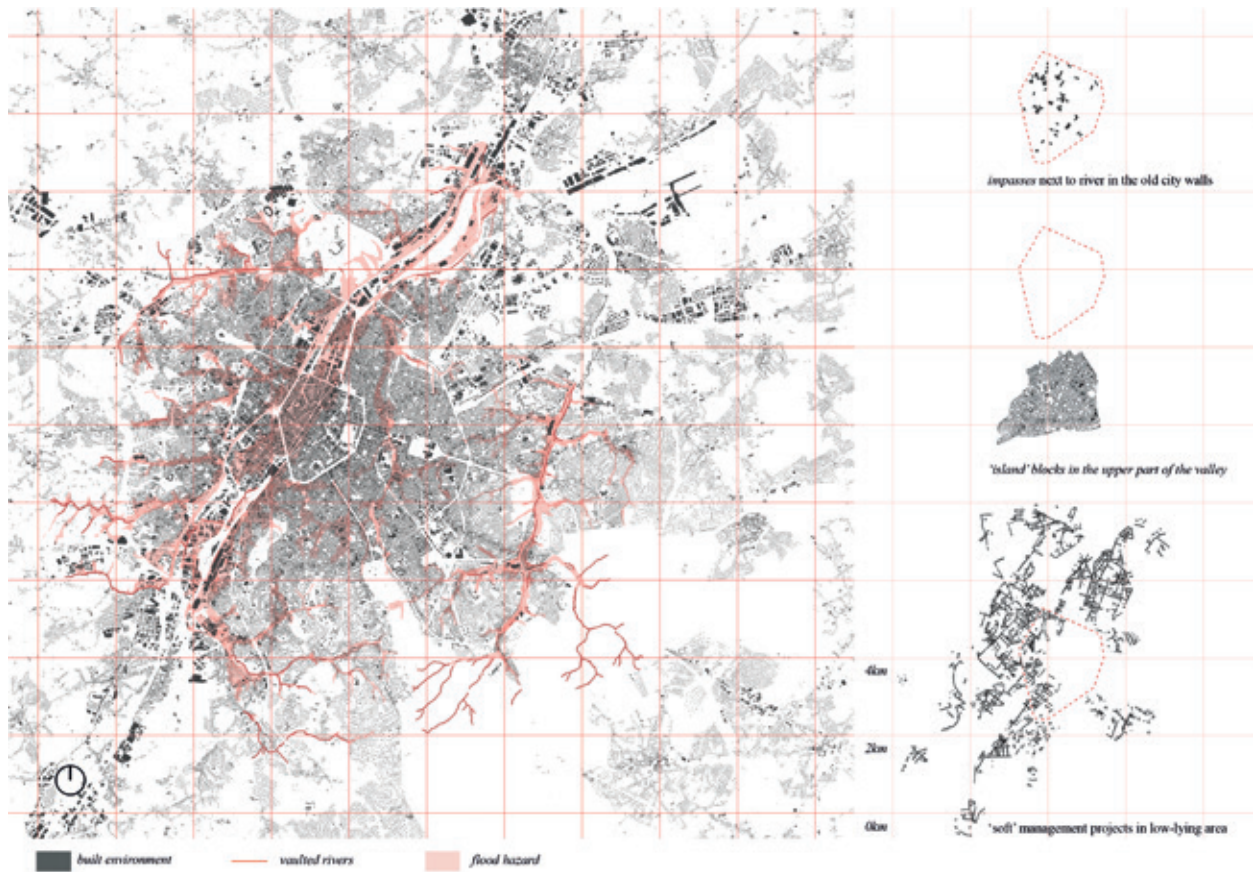 impasses next to river in the old city walls
'island' blocks in the upper part of the valley
4km
2km
0km
'soft' management projects in low-lying area
built environment
vaulted rivers
flood hazard